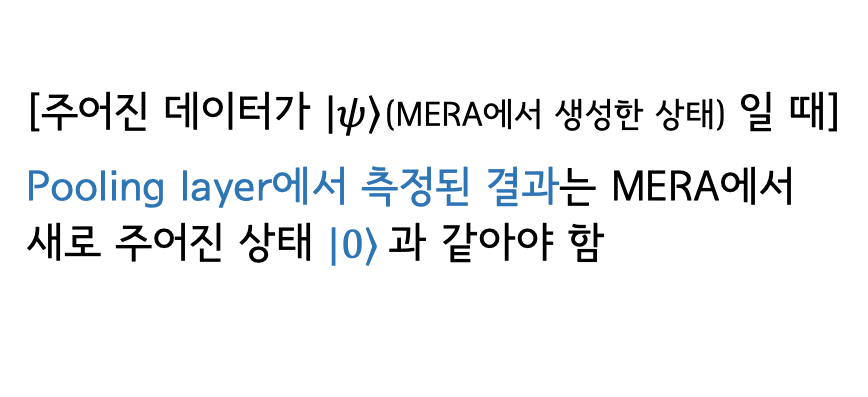 [주어진 데이터가 |ψ⟩(MERA에서 생성한 상태) 일 때]
Pooling layer에서 측정된 결과는 MERA에서
새로 주어진 상태 |0⟩ 과 같아야 함